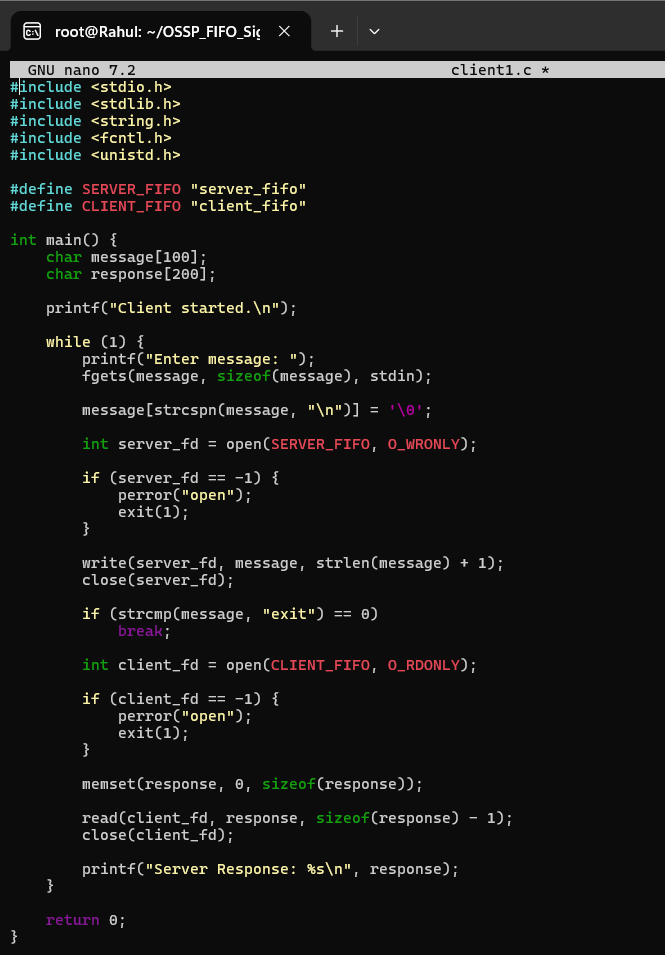 root@Rahul: ~/OSSP_FIFO_Sig
GNU nano 7.2 client1.c *
#include <stdio.h>
#include <stdlib.h>
#include <string.h>
#include <fcntl.h>
#include <unistd.h>

#define SERVER_FIFO "server_fifo"
#define CLIENT_FIFO "client_fifo"

int main() {
    char message[100];
    char response[200];

    printf("Client started.\n");

    while (1) {
        printf("Enter message: ");
        fgets(message, sizeof(message), stdin);

        message[strcspn(message, "\n")] = '\0';

        int server_fd = open(SERVER_FIFO, O_WRONLY);

        if (server_fd == -1) {
            perror("open");
            exit(1);
        }

        write(server_fd, message, strlen(message) + 1);
        close(server_fd);

        if (strcmp(message, "exit") == 0)
            break;

        int client_fd = open(CLIENT_FIFO, O_RDONLY);

        if (client_fd == -1) {
            perror("open");
            exit(1);
        }

        memset(response, 0, sizeof(response));

        read(client_fd, response, sizeof(response) - 1);
        close(client_fd);

        printf("Server Response: %s\n", response);
    }

    return 0;
}